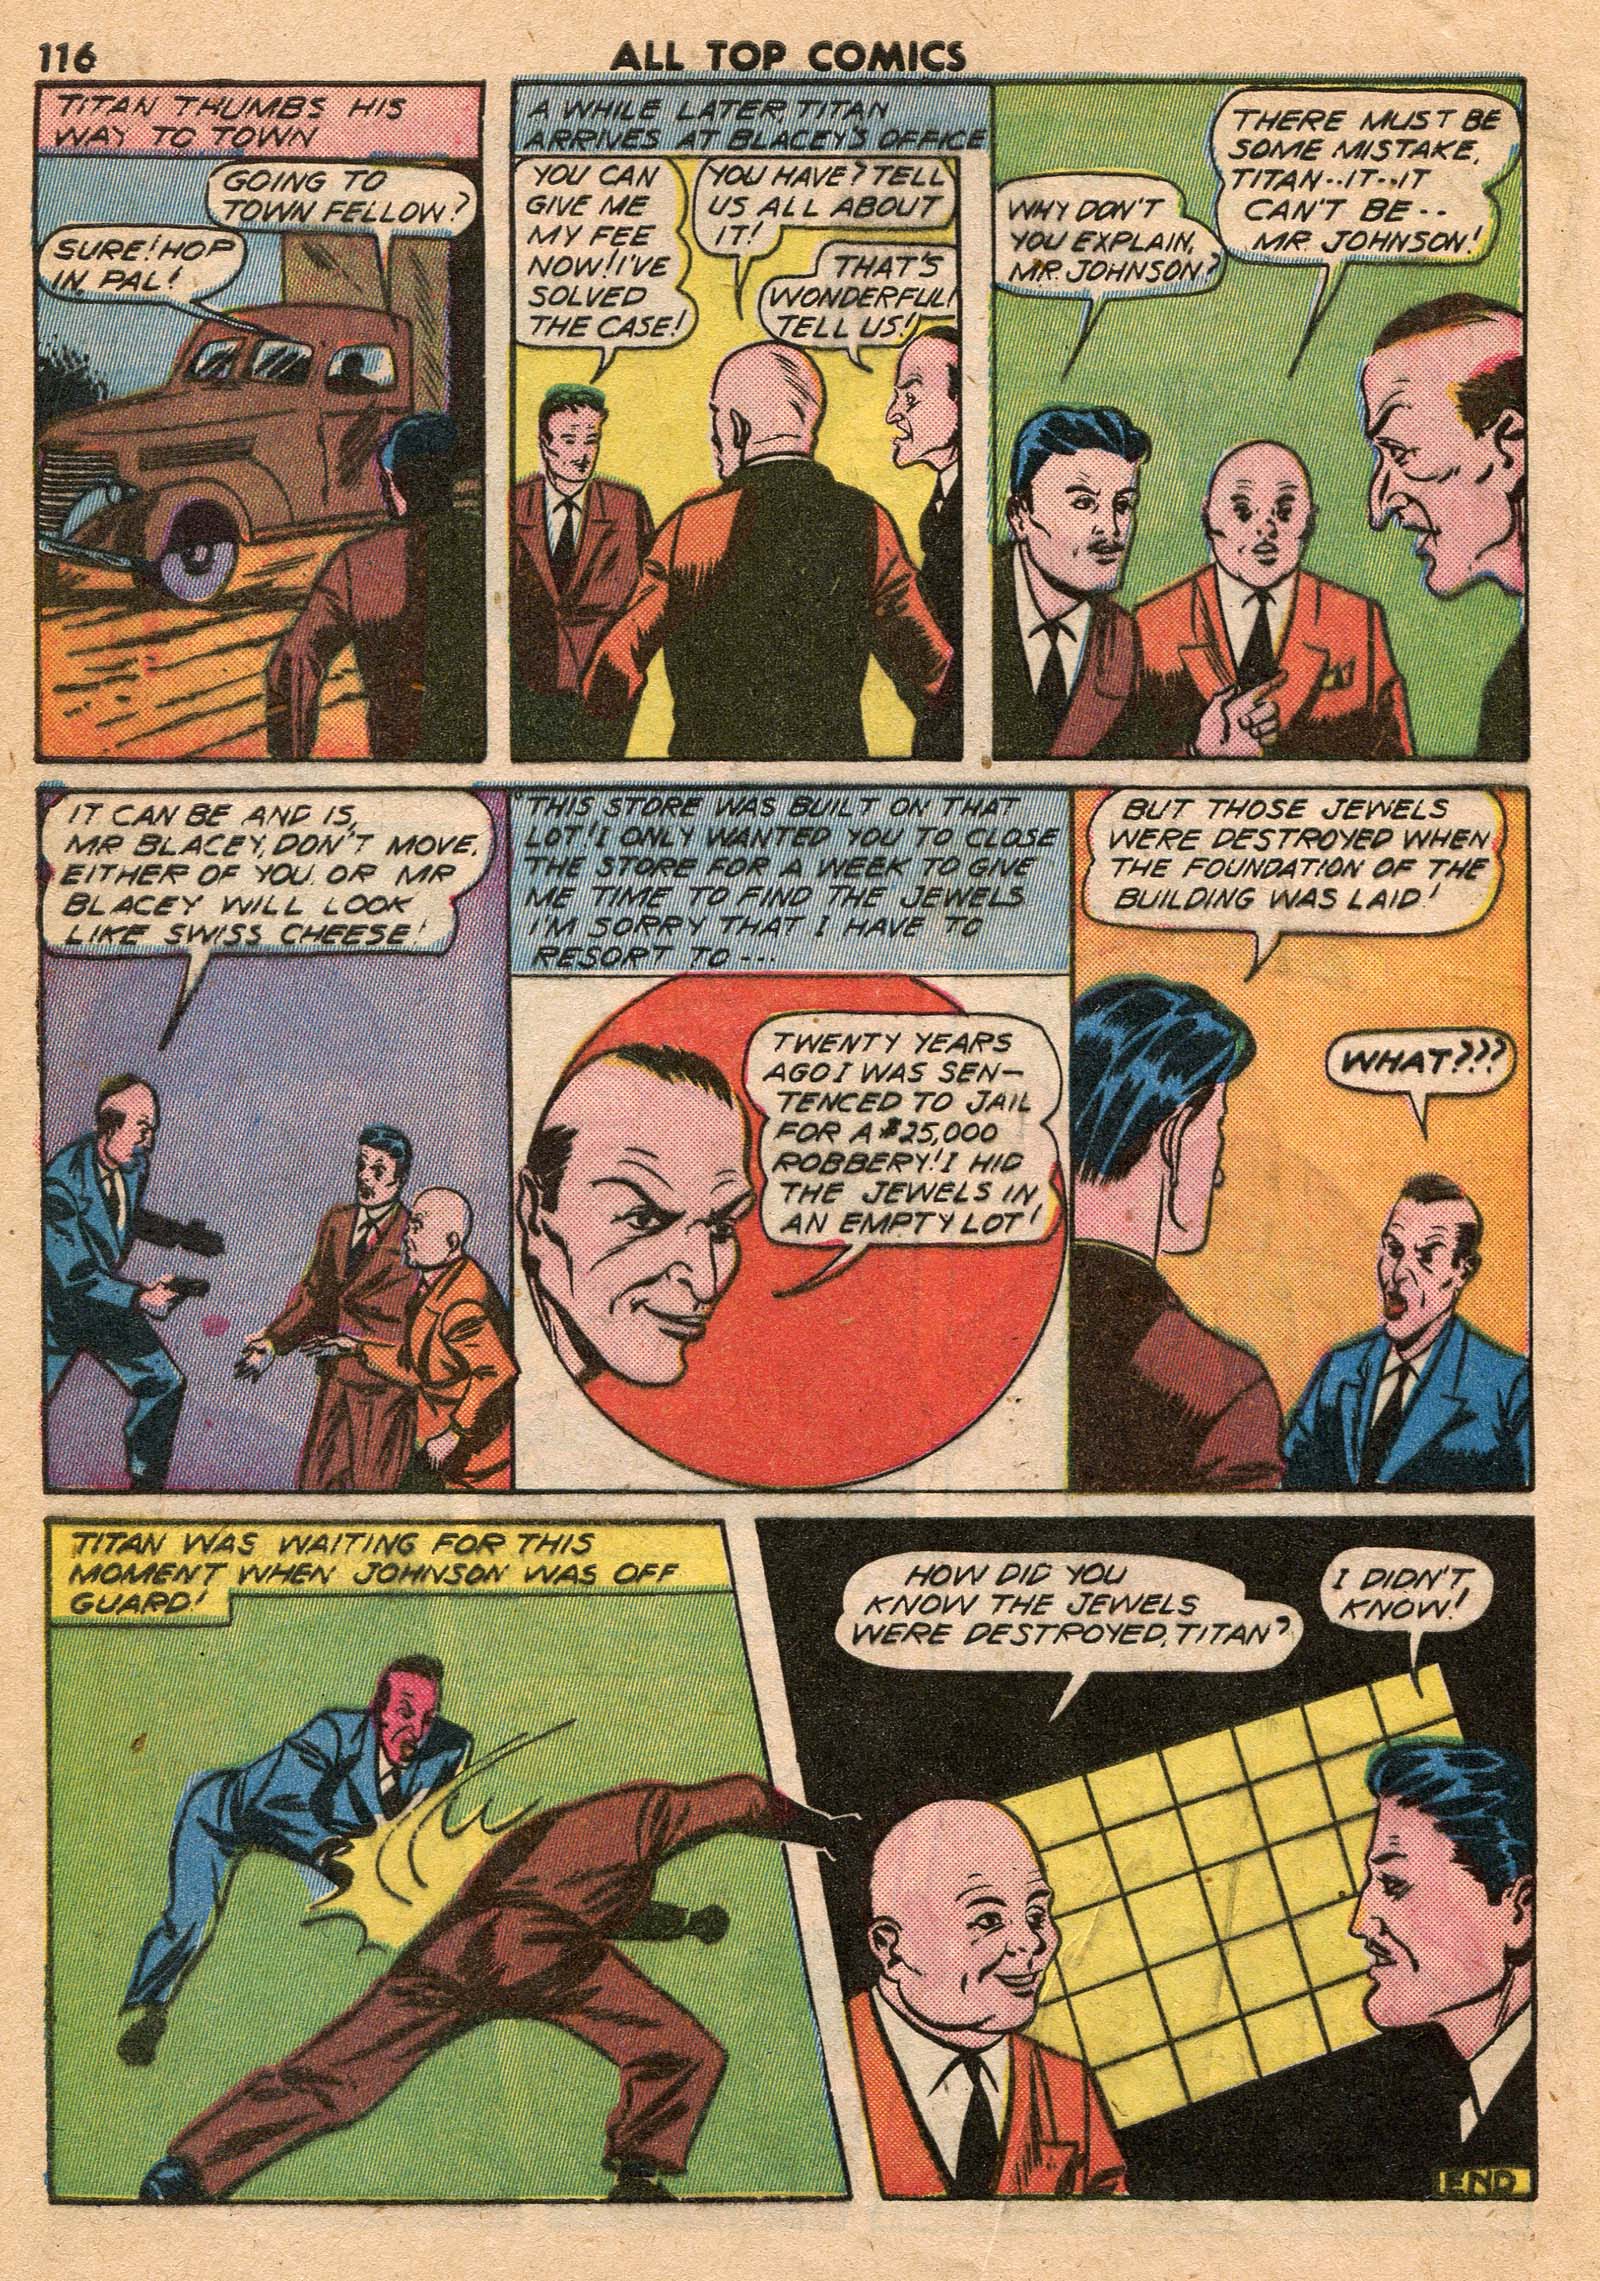 116
ALL TOP COMICS
TITAN THUMBS HIS
WAY TO TOWN
GOING TO
TOWN FELLOW?
SURE! HOP
IN, PAL!
A WHILE LATER, TITAN
ARRIVES AT BLACEY'S OFFICE
YOU CAN
GIVE ME
MY FEE
NOW! I'VE
SOLVED
THE CASE!
YOU HAVE? TELL
US ALL ABOUT
IT!
THAT'S
WONDERFUL!
TELL US!
WHY DON'T
YOU EXPLAIN,
MR. JOHNSON?
THERE MUST BE
SOME MISTAKE,
TITAN--IT--IT
CAN'T BE--
MR. JOHNSON!
IT CAN BE AND IS,
MR BLACEY, DON'T MOVE,
EITHER OF YOU OR MR
BLACEY WILL LOOK
LIKE SWISS CHEESE!
"THIS STORE WAS BUILT ON THAT
LOT! I ONLY WANTED YOU TO CLOSE
THE STORE FOR A WEEK TO GIVE
ME TIME TO FIND THE JEWELS
I'M SORRY THAT I HAVE TO
RESORT TO---
TWENTY YEARS
AGO I WAS SEN-
TENCED TO JAIL
FOR A $25,000
ROBBERY! I HID
THE JEWELS IN
AN EMPTY LOT!
BUT THOSE JEWELS
WERE DESTROYED WHEN
THE FOUNDATION OF THE
BUILDING WAS LAID!
WHAT???
TITAN WAS WAITING FOR THIS
MOMENT WHEN JOHNSON WAS OFF
GUARD!
HOW DID YOU
KNOW THE JEWELS
WERE DESTROYED, TITAN?
I DIDN'T
KNOW!
END